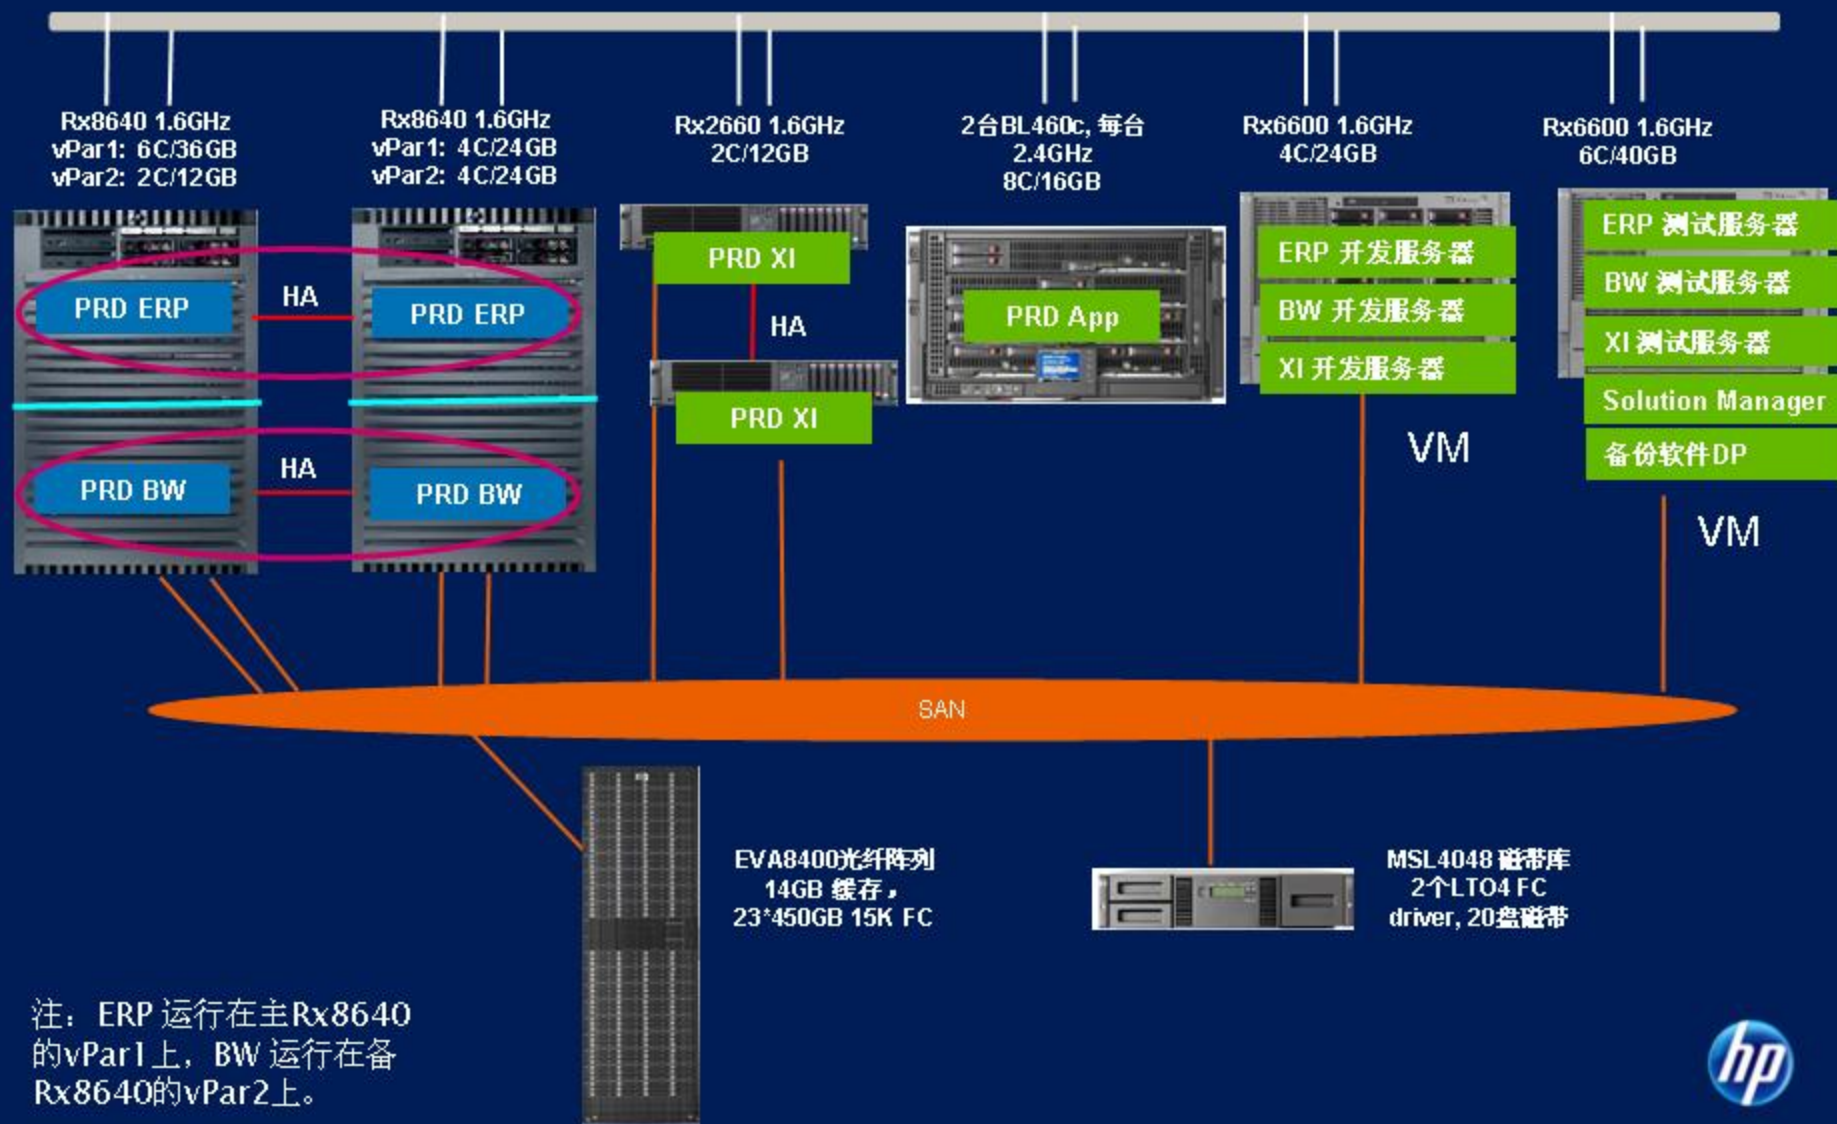 Rx8640 1.6GHz
vPar1: 6C/36GB
vPar2: 2C/12GB
Rx8640 1.6GHz
vPar1: 4C/24GB
vPar2: 4C/24GB
Rx2660 1.6GHz
2C/12GB
2台BL460c, 每台
2.4GHz
8C/16GB
Rx6600 1.6GHz
4C/24GB
Rx6600 1.6GHz
6C/40GB
PRD ERP
HA
PRD ERP
PRD BW
HA
PRD BW
PRD XI
HA
PRD XI
PRD App
ERP 开发服务器
BW 开发服务器
XI 开发服务器
VM
ERP 测试服务器
BW 测试服务器
XI 测试服务器
Solution Manager
备份软件DP
VM
SAN
EVA8400光纤阵列
14GB 缓存，
23*450GB 15K FC
MSL4048 磁带库
2个LTO4 FC
driver, 20盘磁带
注：ERP 运行在主Rx8640
的vPar1上，BW 运行在备
Rx8640的vPar2上。
hp